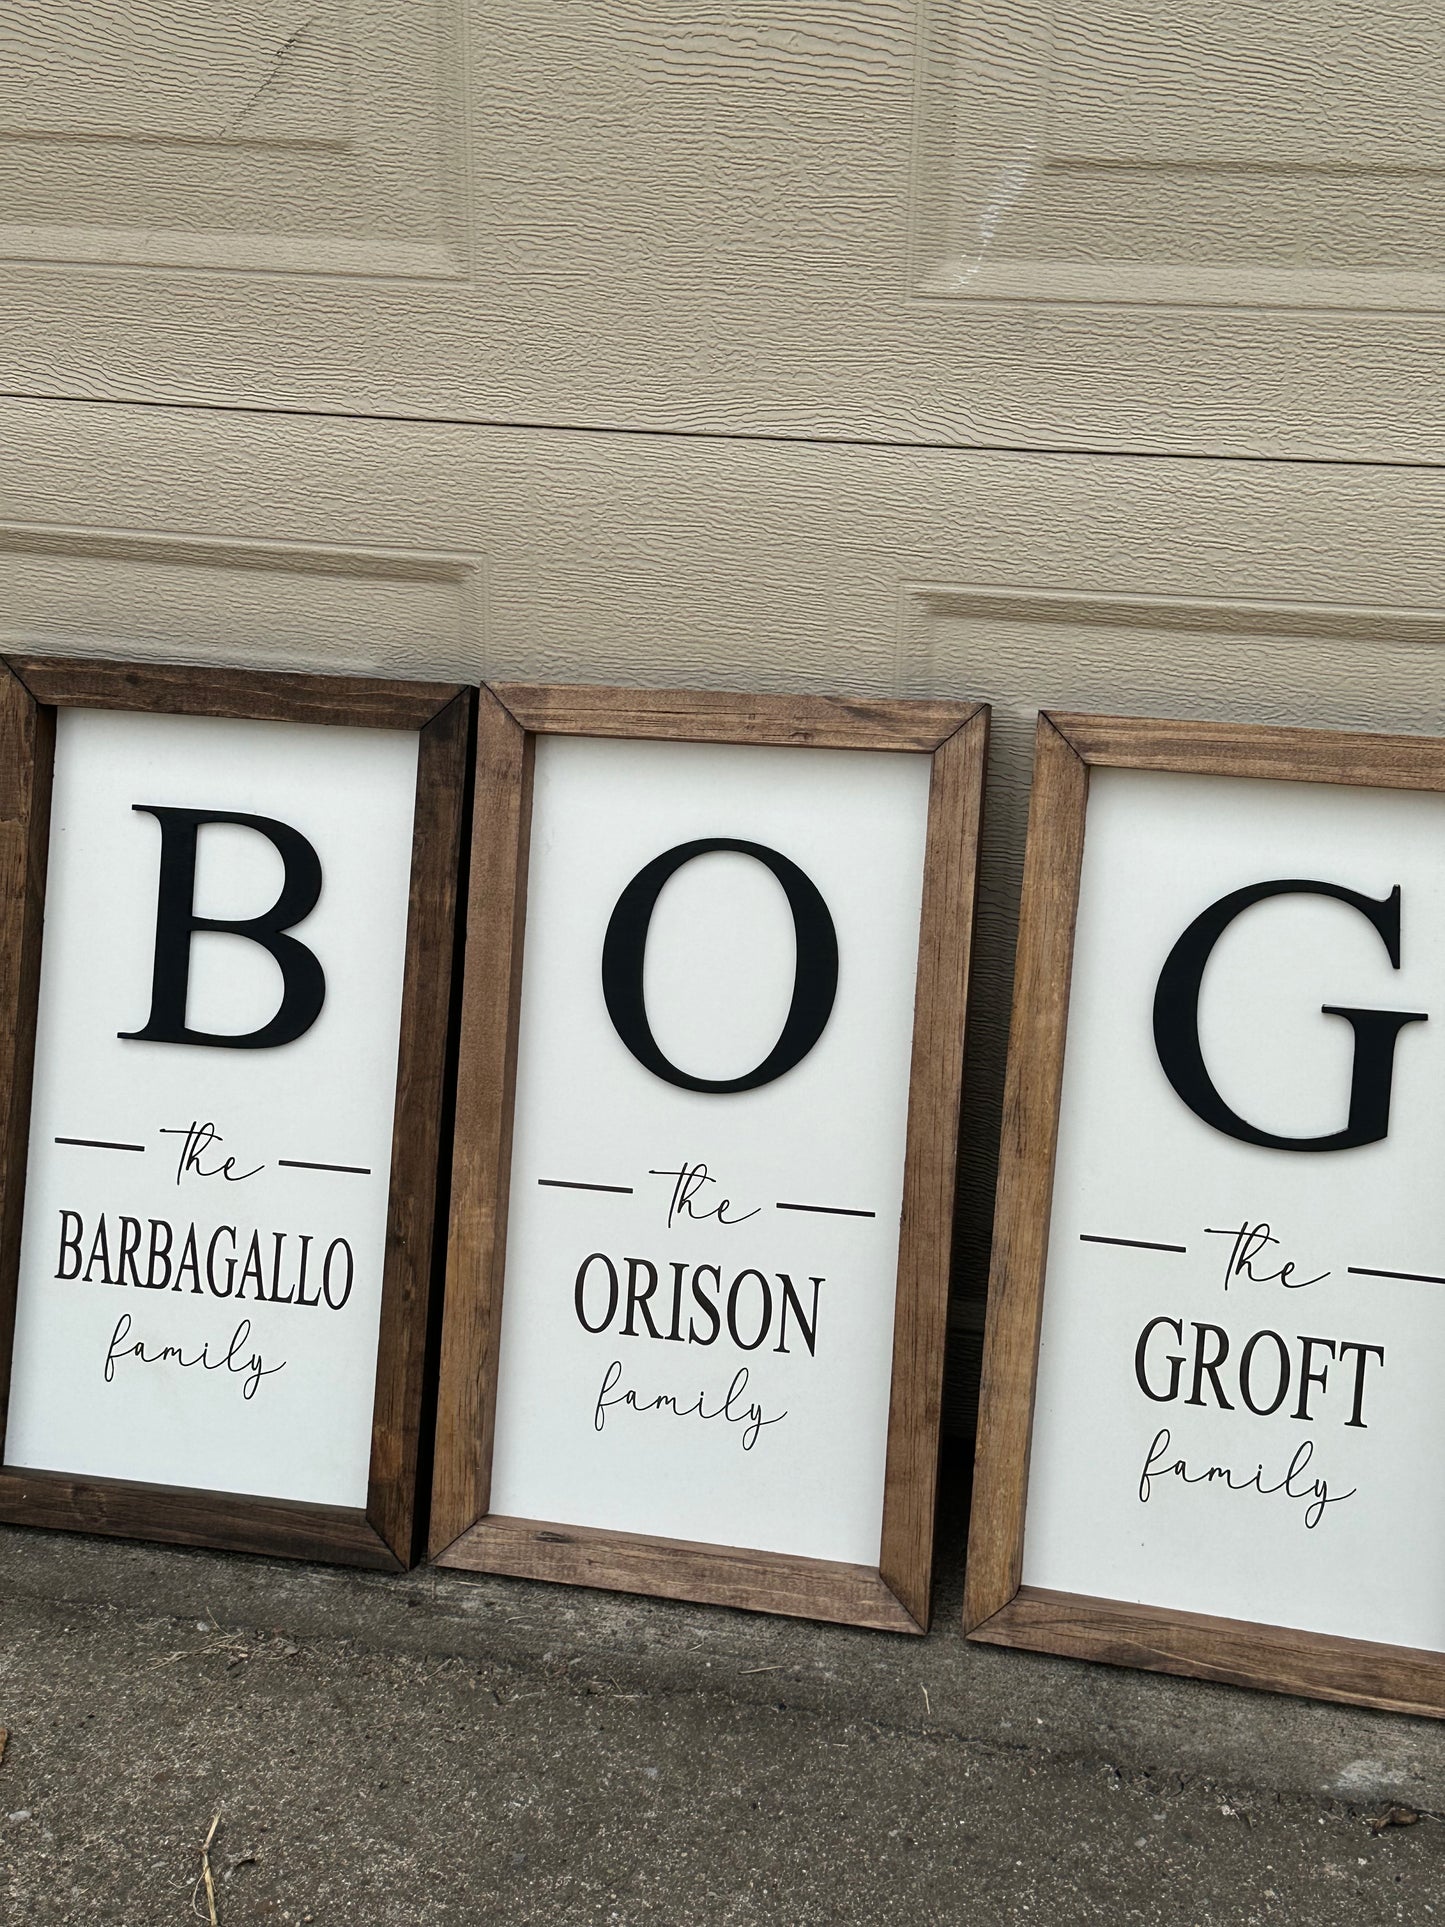 B
the
BARBAGALLO
family
O
the
ORISON
family
G
the
GROFT
family